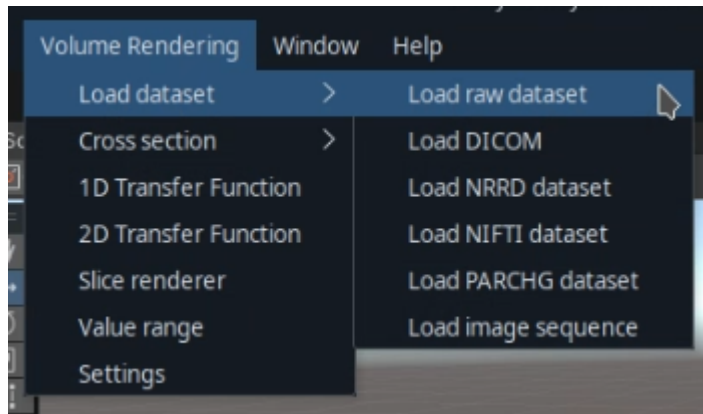 Volume Rendering Window Help
Load dataset
Cross section
1D Transfer Function
2D Transfer Function
Slice renderer
Value range
Settings
Load raw dataset
Load DICOM
Load NRRD dataset
Load NIFTI dataset
Load PARCHG dataset
Load image sequence